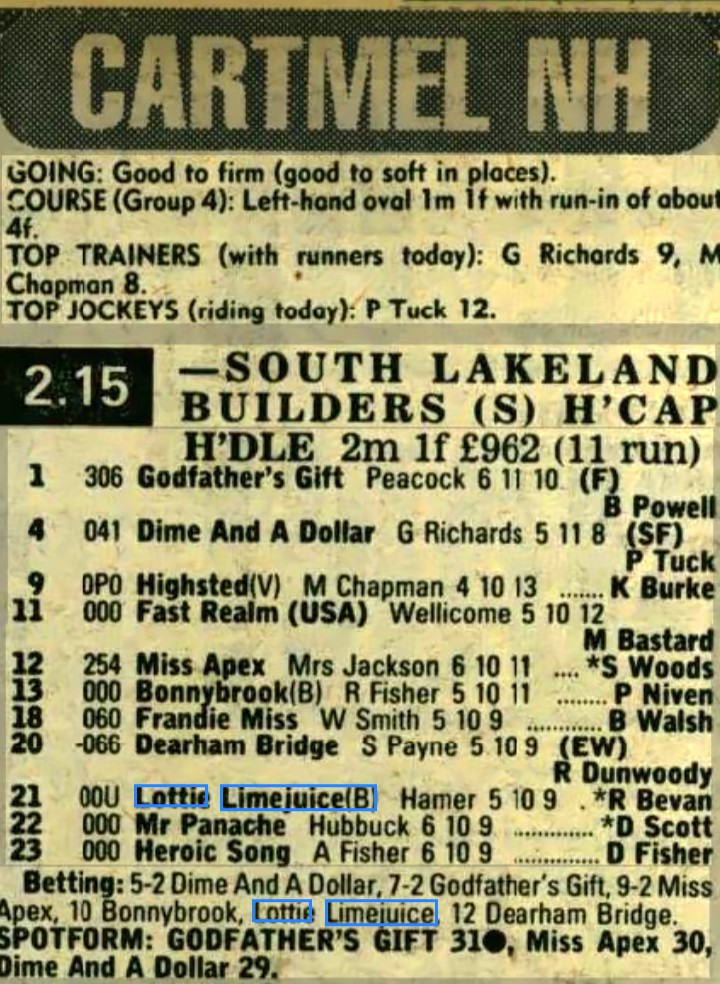 CARTMEL NH
GOING: Good to firm (good to soft in places).
COURSE (Group 4): Left-hand oval 1m 1f with run-in of about
4f.
TOP TRAINERS (with runners today): G Richards 9, M
Chapman 8.
TOP JOCKEYS (riding today): P Tuck 12.
2.15 —SOUTH LAKELAND
BUILDERS (S) H'CAP
H'DLE 2m 1f £962 (11 run)
1 306 Godfather's Gift Peacock 6 11 10 (F)
B Powell
4 041 Dime And A Dollar G Richards 5 11 8 (SF)
P Tuck
9 0P0 Highsted(V) M Chapman 4 10 13 ....... K Burke
11 000 Fast Realm (USA) Wellicome 5 10 12
M Bastard
12 254 Miss Apex Mrs Jackson 6 10 11 .... *S Woods
13 000 Bonnybrook(B) R Fisher 5 10 11 ........ P Niven
18 060 Frandie Miss W Smith 5 10 9 ............ B Walsh
20 -066 Dearham Bridge S Payne 5 10 9 (EW)
R Dunwoody
21 00U Lottie Limejuice(B) Hamer 5 10 9 . *R Bevan
22 000 Mr Panache Hubbuck 6 10 9 ............. *D Scott
23 000 Heroic Song A Fisher 6 10 9 .............. D Fisher
Betting: 5-2 Dime And A Dollar, 7-2 Godfather's Gift, 9-2 Miss
Apex, 10 Bonnybrook, Lottie Limejuice, 12 Dearham Bridge.
SPOTFORM: GODFATHER'S GIFT 31●, Miss Apex 30,
Dime And A Dollar 29.